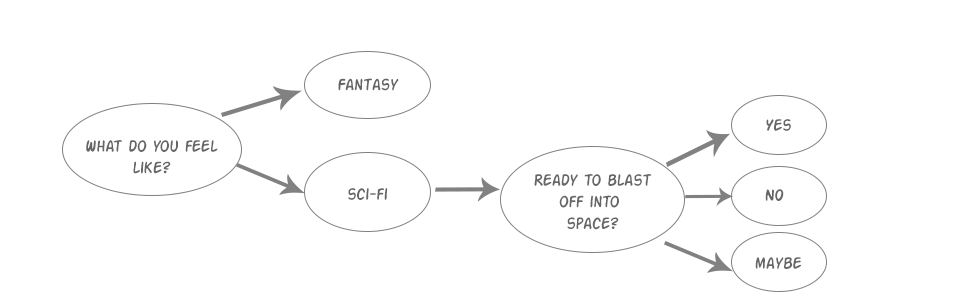 WHAT DO YOU FEEL
LIKE?
FANTASY
SCI-FI
READY TO BLAST
OFF INTO
SPACE?
YES
NO
MAYBE